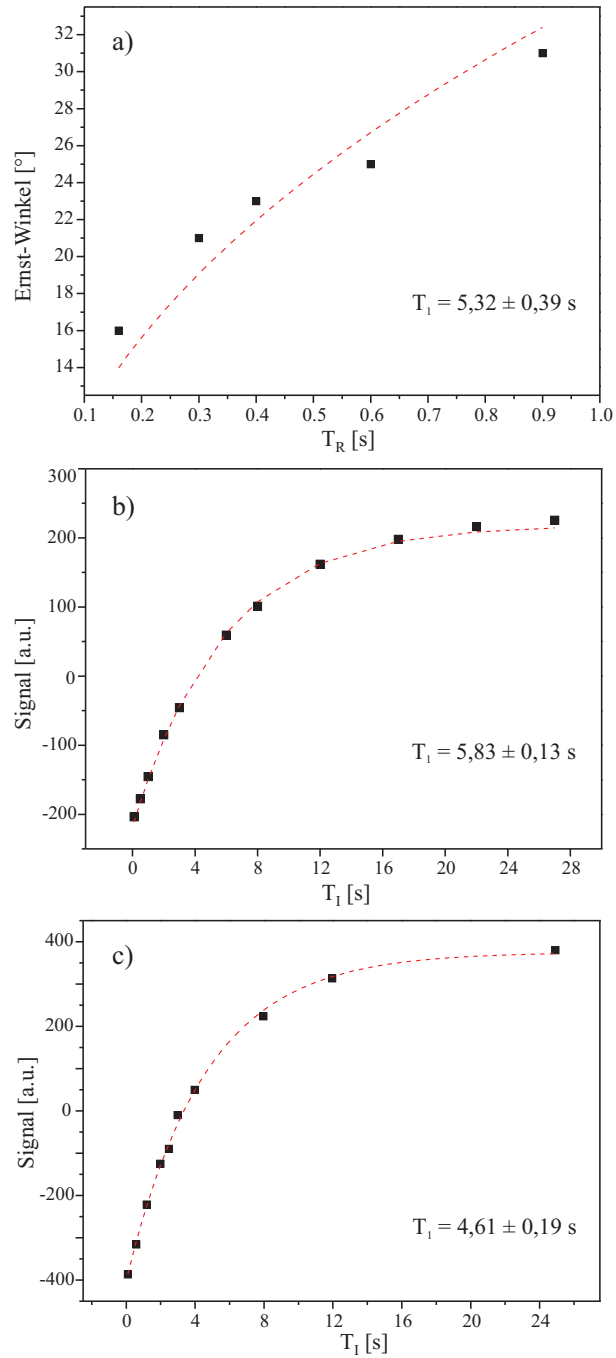 a)
32
30
28
26
24
22
20
18
16
14
Ernst-Winkel [°]
T₁ = 5,32 ± 0,39 s
0.1 0.2 0.3 0.4 0.5 0.6 0.7 0.8 0.9 1.0
T_R [s]
b)
300
200
100
0
-100
-200
Signal [a.u.]
T₁ = 5,83 ± 0,13 s
0 4 8 12 16 20 24 28
T_I [s]
c)
400
200
0
-200
-400
Signal [a.u.]
T₁ = 4,61 ± 0,19 s
0 4 8 12 16 20 24
T_I [s]